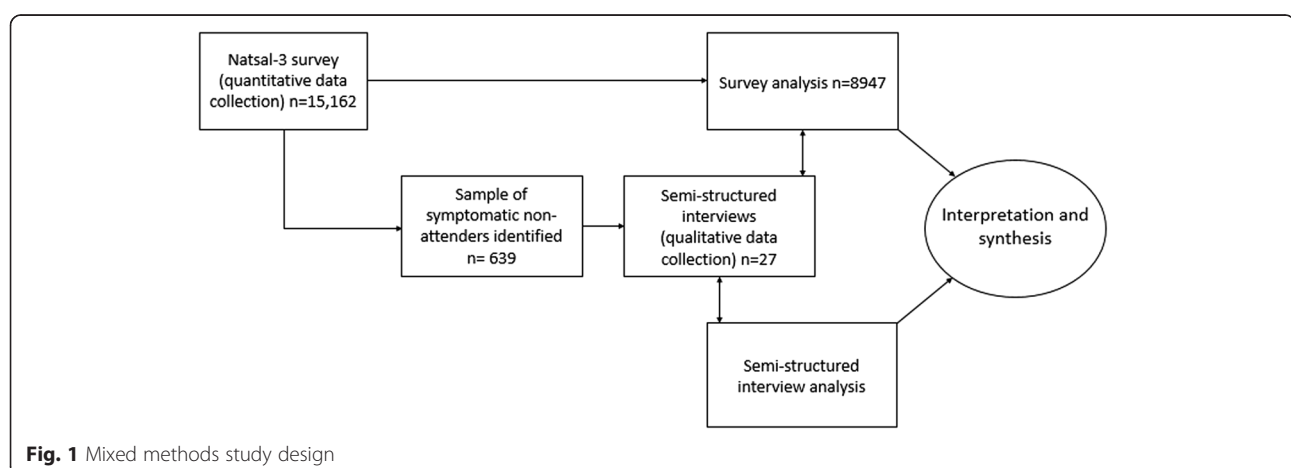 Natsal-3 survey
(quantitative data
collection) n=15,162
Survey analysis n=8947
Sample of
symptomatic non-
attenders identified
n= 639
Semi-structured
interviews
(qualitative data
collection) n=27
Interpretation and
synthesis
Semi-structured
interview analysis
Fig. 1 Mixed methods study design